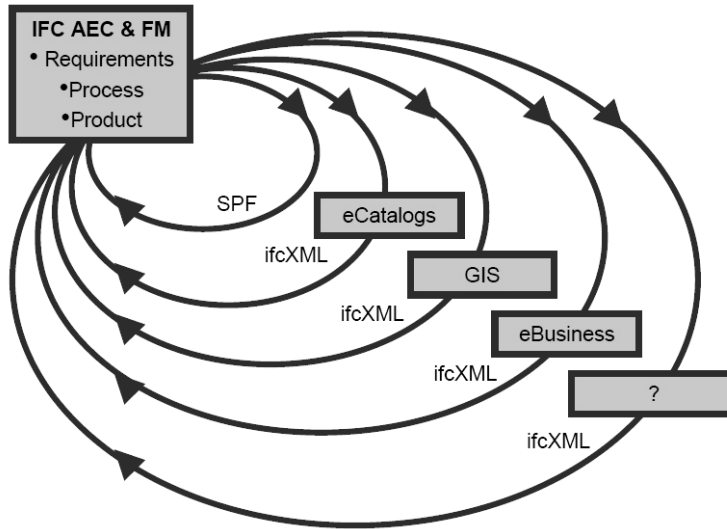 IFC AEC & FM
• Requirements
•Process
•Product
SPF
eCatalogs
ifcXML
GIS
ifcXML
eBusiness
ifcXML
?
ifcXML